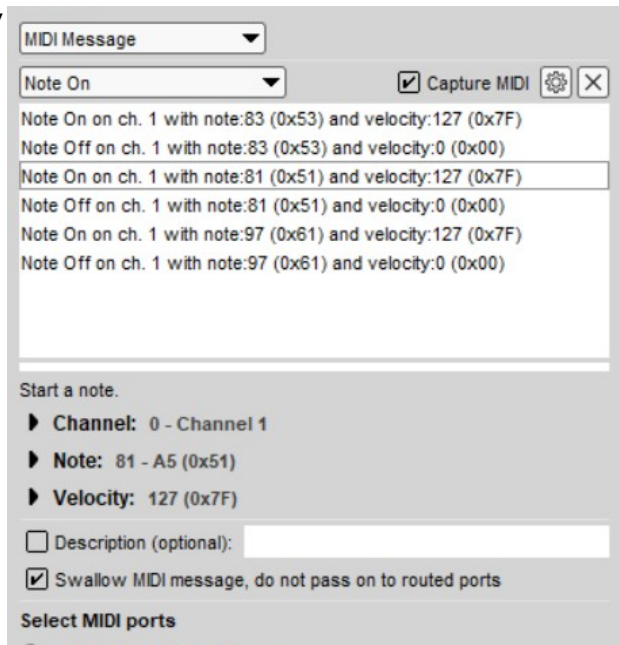 MIDI Message
Note On Capture MIDI
Note On on ch. 1 with note:83 (0x53) and velocity:127 (0x7F)
Note Off on ch. 1 with note:83 (0x53) and velocity:0 (0x00)
Note On on ch. 1 with note:81 (0x51) and velocity:127 (0x7F)
Note Off on ch. 1 with note:81 (0x51) and velocity:0 (0x00)
Note On on ch. 1 with note:97 (0x61) and velocity:127 (0x7F)
Note Off on ch. 1 with note:97 (0x61) and velocity:0 (0x00)
Start a note.
Channel: 0 - Channel 1
Note: 81 - A5 (0x51)
Velocity: 127 (0x7F)
Description (optional):
Swallow MIDI message, do not pass on to routed ports
Select MIDI ports